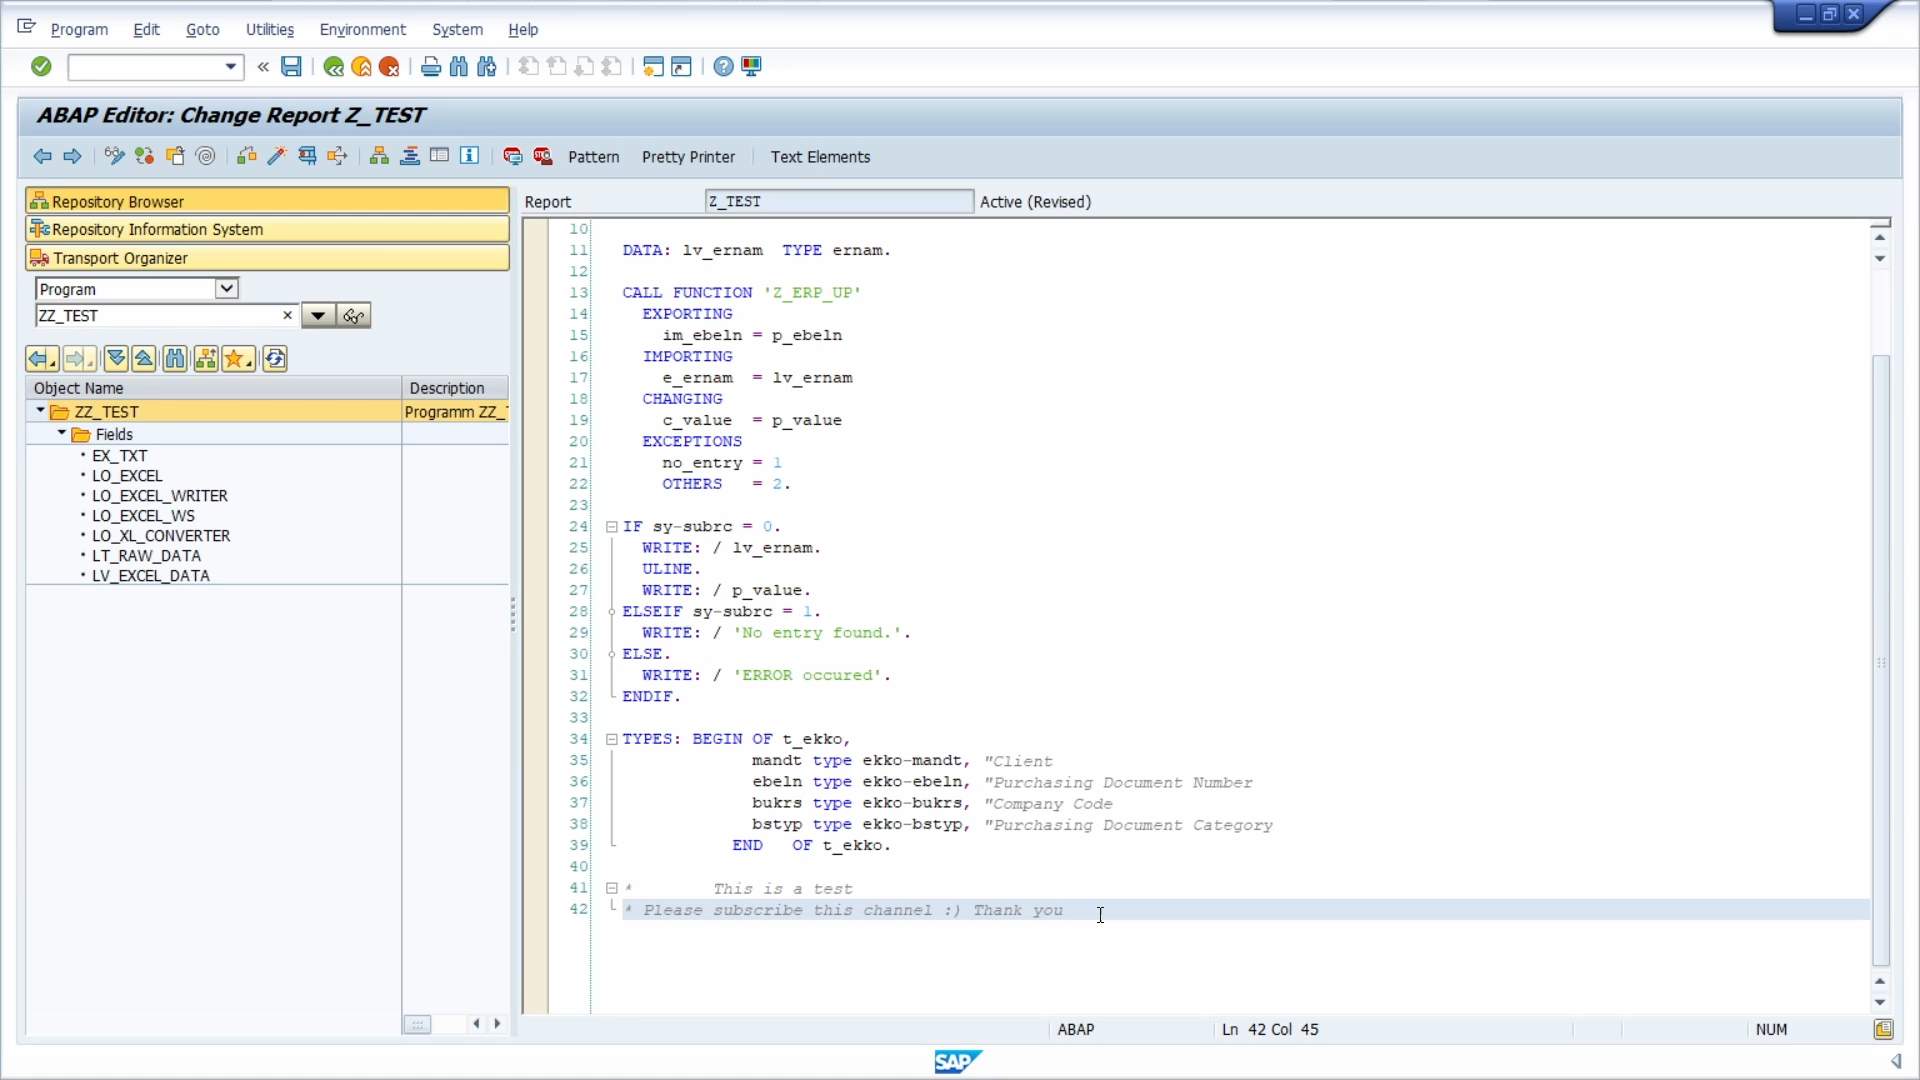 Program Edit Goto Utilities Environment System Help
ABAP Editor: Change Report Z_TEST
Pattern Pretty Printer Text Elements
Repository Browser
Repository Information System
Transport Organizer
Program
ZZ_TEST
Object Name Description
ZZ_TEST Programm ZZ_
Fields
EX_TXT
LO_EXCEL
LO_EXCEL_WRITER
LO_EXCEL_WS
LO_XL_CONVERTER
LT_RAW_DATA
LV_EXCEL_DATA
Report Z_TEST Active (Revised)
10
11 DATA: lv_ernam  TYPE ernam.
12
13 CALL FUNCTION 'Z_ERP_UP'
14   EXPORTING
15     im_ebeln = p_ebeln
16   IMPORTING
17     e_ernam  = lv_ernam
18   CHANGING
19     c_value  = p_value
20   EXCEPTIONS
21     no_entry = 1
22     OTHERS   = 2.
23
24 IF sy-subrc = 0.
25   WRITE: / lv_ernam.
26   ULINE.
27   WRITE: / p_value.
28 ELSEIF sy-subrc = 1.
29   WRITE: / 'No entry found.'.
30 ELSE.
31   WRITE: / 'ERROR occured'.
32 ENDIF.
33
34 TYPES: BEGIN OF t_ekko,
35              mandt type ekko-mandt, "Client
36              ebeln type ekko-ebeln, "Purchasing Document Number
37              bukrs type ekko-bukrs, "Company Code
38              bstyp type ekko-bstyp, "Purchasing Document Category
39            END   OF t_ekko.
40
41 *        This is a test
42 * Please subscribe this channel :) Thank you
ABAP Ln 42 Col 45 NUM
SAP